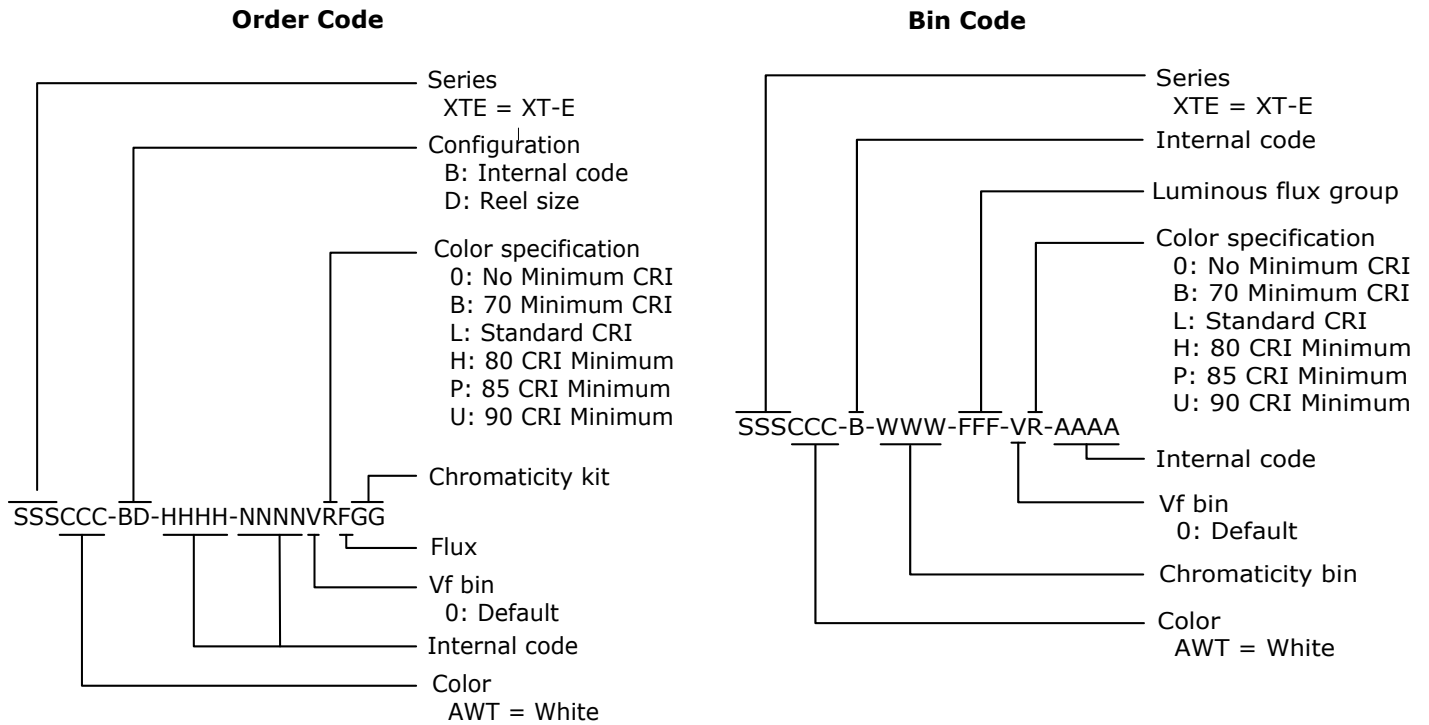 Order Code
Series
XTE = XT-E
Configuration
B: Internal code
D: Reel size
Color specification
0: No Minimum CRI
B: 70 Minimum CRI
L: Standard CRI
H: 80 CRI Minimum
P: 85 CRI Minimum
U: 90 CRI Minimum
Chromaticity kit
SSSCCC-BD-HHHH-NNNNVRFGG
Flux
Vf bin
0: Default
Internal code
Color
AWT = White
Bin Code
Series
XTE = XT-E
Internal code
Luminous flux group
Color specification
0: No Minimum CRI
B: 70 Minimum CRI
L: Standard CRI
H: 80 CRI Minimum
P: 85 CRI Minimum
U: 90 CRI Minimum
SSSCCC-B-WWW-FFF-VR-AAAA
Internal code
Vf bin
0: Default
Chromaticity bin
Color
AWT = White